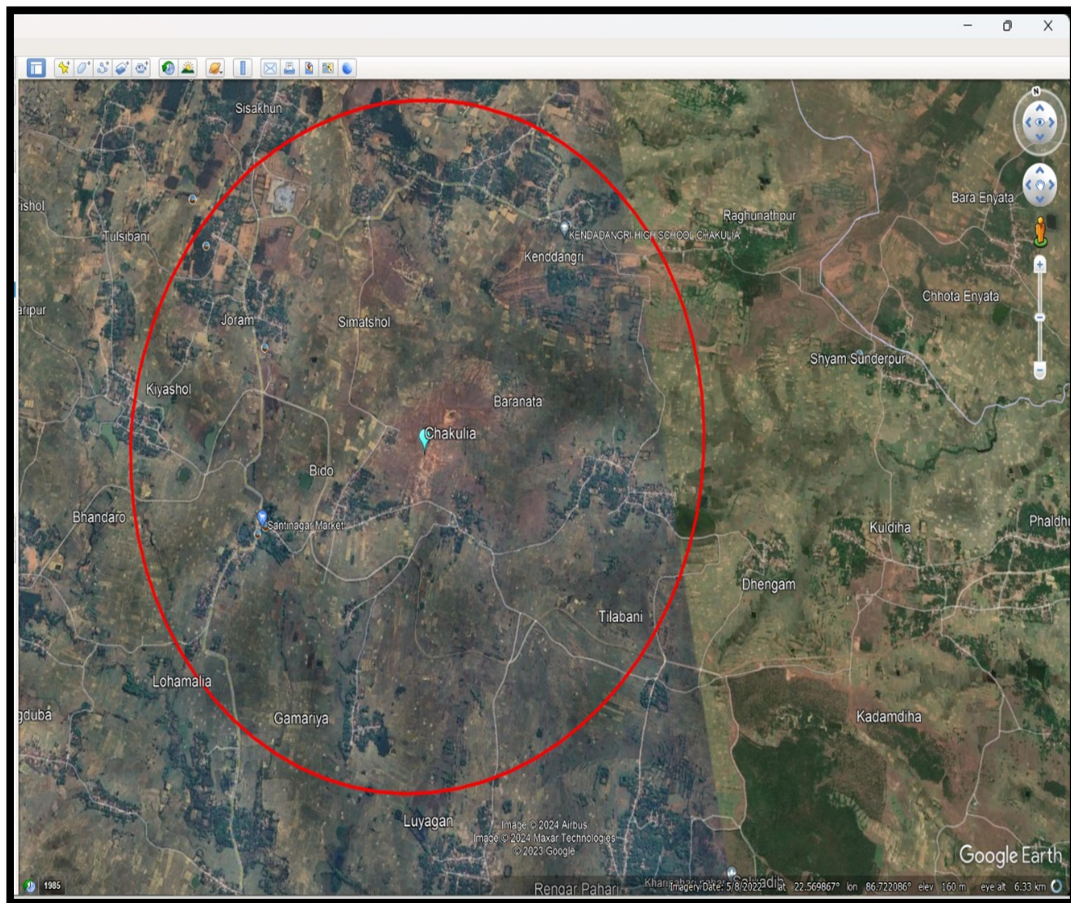 N
Sisakhun
Bara Enyata
ishol
Raghunathpur
Tulsibani
KENDADANGRI HIGH SCHOOL CHAKULIA
Kenddangri
Chhota Enyata
aripur
Joram
Simatshol
Shyam Sunderpur
Kiyashol
Baranata
Chakulia
Bido
Bhandaro
Santinagar Market
Kuldiha
Phaldhu
Dhengam
Tilabani
Lohamalia
gduba
Gamariya
Kadamdiha
Luyagan
Image © 2024 Airbus
Image © 2024 Maxar Technologies
© 2023 Google
Google Earth
1985
Rengar Pahari
Imagery Date: 5/8/2022 lat 22.569867° lon 86.722086° elev 160 m eye alt 6.33 km